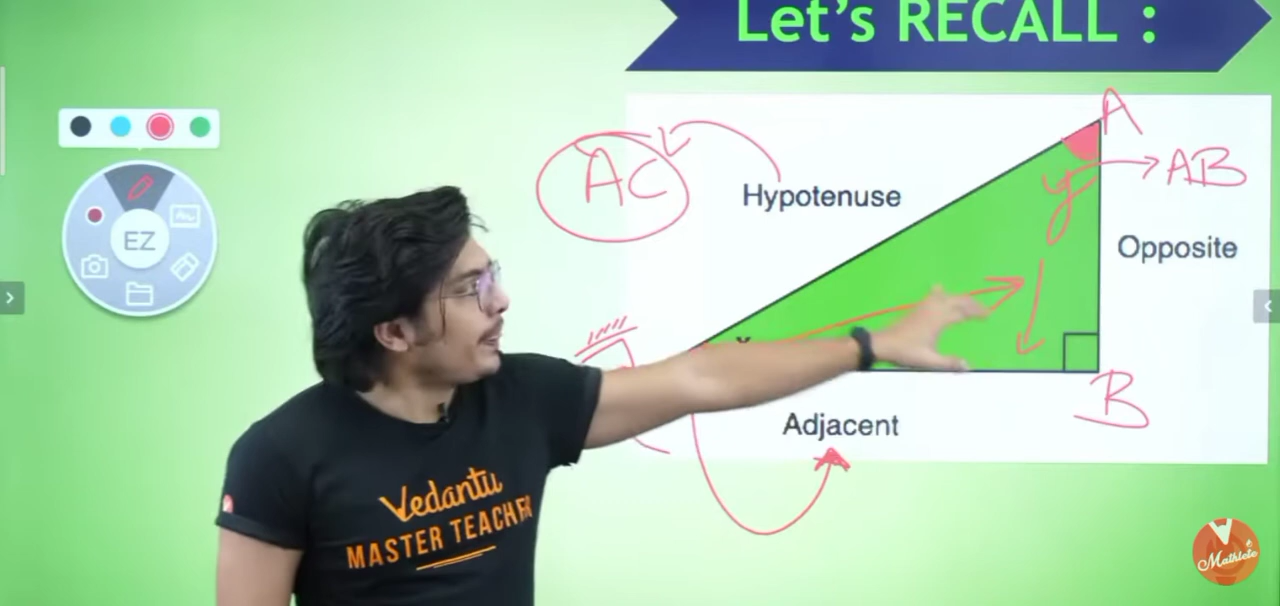 Let's RECALL :
EZ
AC
Hypotenuse
A
y
AB
Opposite
x
B
Adjacent
Vedantu
MASTER TEACHER
Mathlete